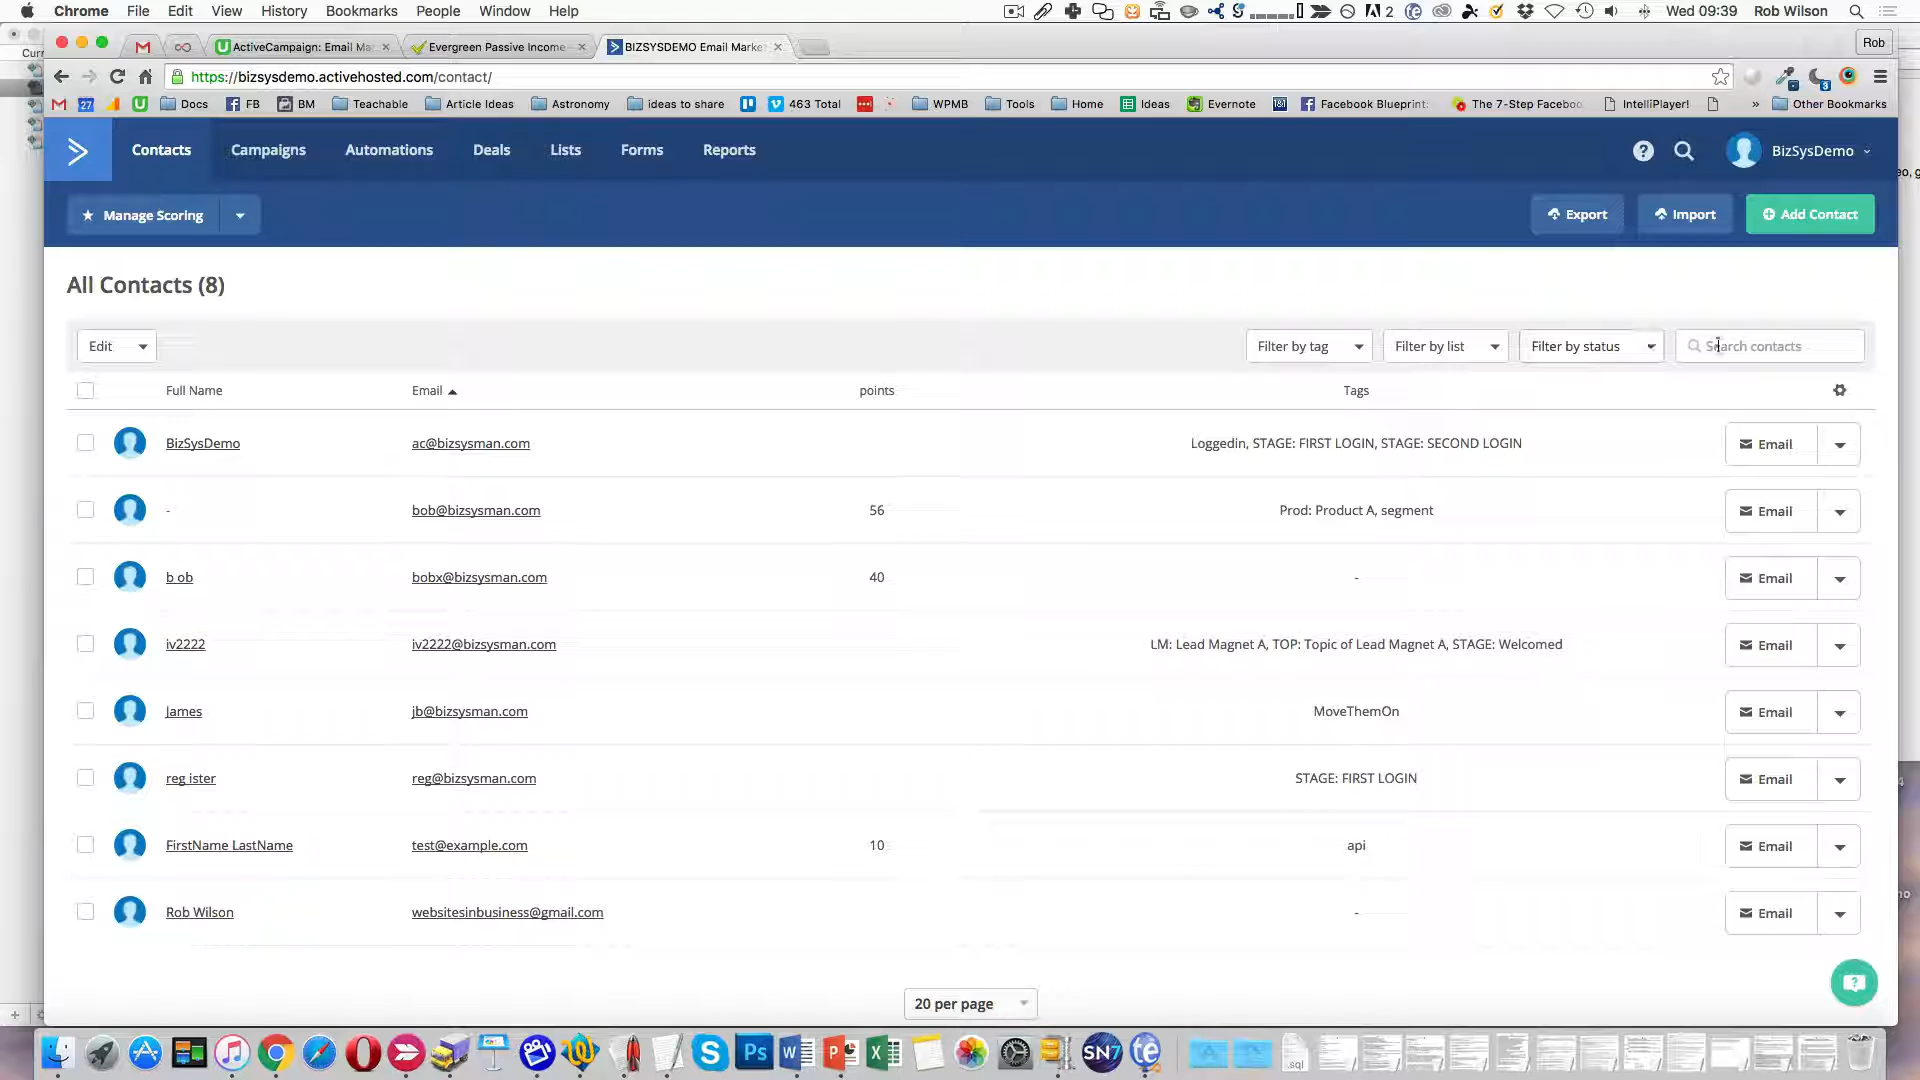 Chrome File Edit View History Bookmarks People Window Help 2 Wed 09:39 Rob Wilson
ActiveCampaign: Email Ma Evergreen Passive Income BIZSYSDEMO Email Marke Rob
https://bizsysdemo.activehosted.com/contact/
27 Docs FB BM Teachable Article Ideas Astronomy ideas to share 463 Total WPMB Tools Home Ideas Evernote 1&1 Facebook Blueprint The 7-Step Faceboo IntelliPlayer! » Other Bookmarks
Contacts Campaigns Automations Deals Lists Forms Reports BizSysDemo
Manage Scoring Export Import Add Contact
All Contacts (8)
Edit Filter by tag Filter by list Filter by status Search contacts
Full Name Email points Tags
BizSysDemo ac@bizsysman.com Loggedin, STAGE: FIRST LOGIN, STAGE: SECOND LOGIN Email
- bob@bizsysman.com 56 Prod: Product A, segment Email
b ob bobx@bizsysman.com 40 - Email
iv2222 iv2222@bizsysman.com LM: Lead Magnet A, TOP: Topic of Lead Magnet A, STAGE: Welcomed Email
James jb@bizsysman.com MoveThemOn Email
reg ister reg@bizsysman.com STAGE: FIRST LOGIN Email
FirstName LastName test@example.com 10 api Email
Rob Wilson websitesinbusiness@gmail.com - Email
20 per page